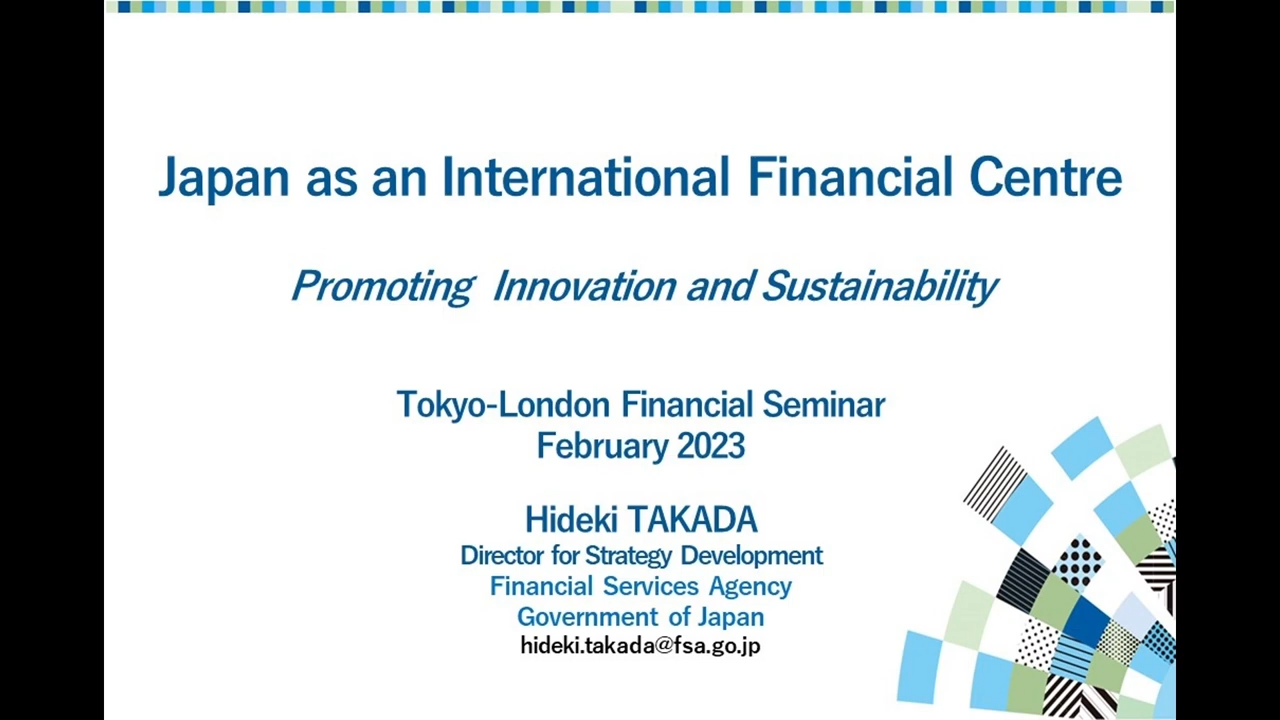 Japan as an International Financial Centre
Promoting Innovation and Sustainability
Tokyo-London Financial Seminar
February 2023
Hideki TAKADA
Director for Strategy Development
Financial Services Agency
Government of Japan
hideki.takada@fsa.go.jp